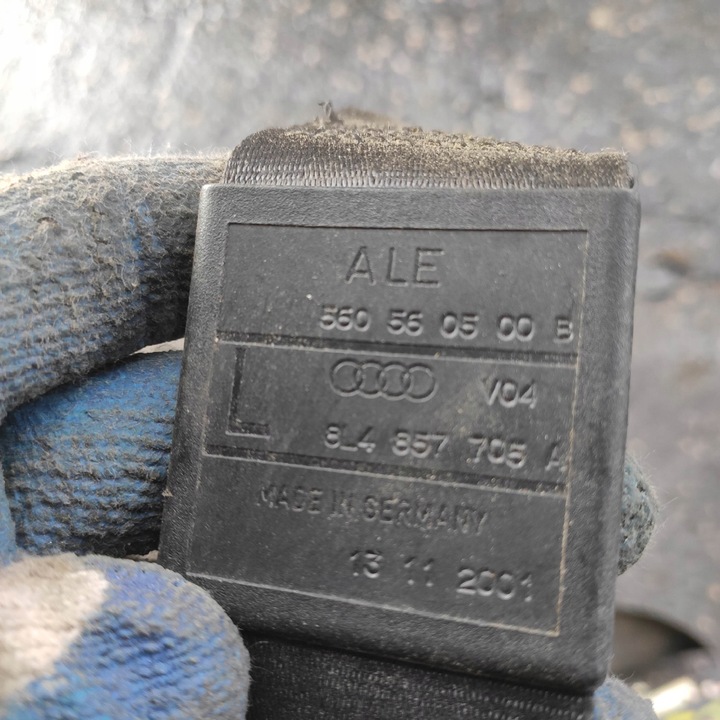 ALE
560 56 05 00 B
L V04
8L4 857 705 A
MADE IN GERMANY
13 11 2001